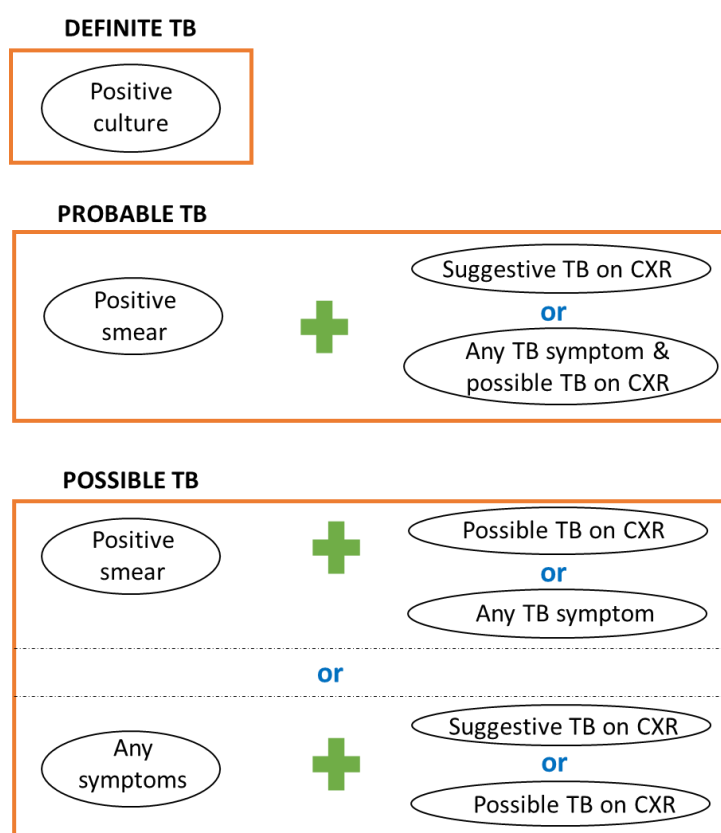 DEFINITE TB
Positive
culture
PROBABLE TB
Positive
smear
Suggestive TB on CXR
or
Any TB symptom &
possible TB on CXR
POSSIBLE TB
Positive
smear
Possible TB on CXR
or
Any TB symptom
or
Any
symptoms
Suggestive TB on CXR
or
Possible TB on CXR